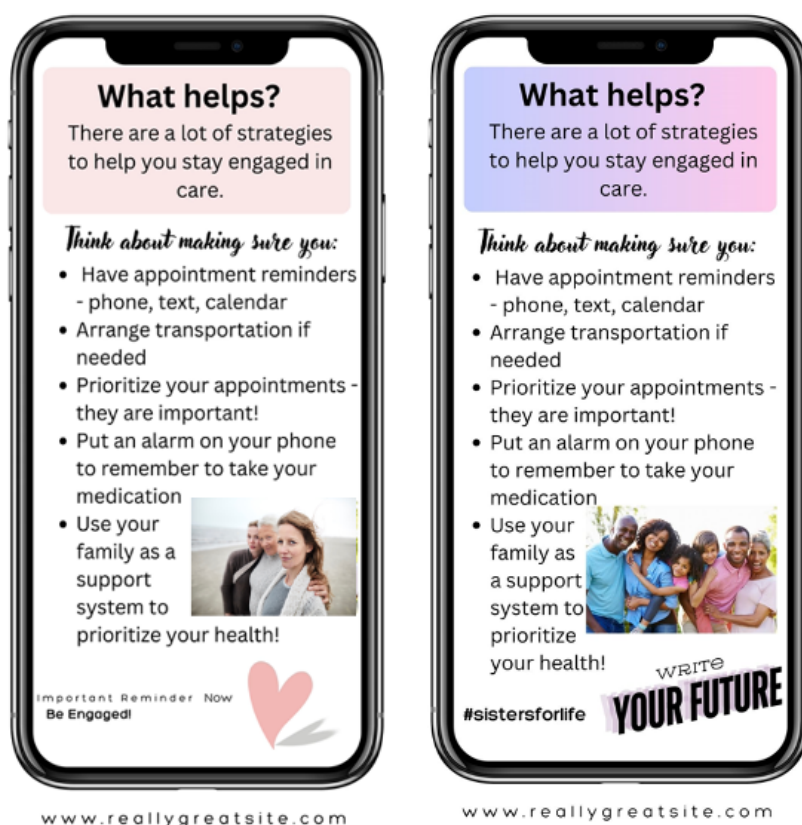 What helps?
There are a lot of strategies
to help you stay engaged in
care.
Think about making sure you:
• Have appointment reminders
- phone, text, calendar
• Arrange transportation if
needed
• Prioritize your appointments -
they are important!
• Put an alarm on your phone
to remember to take your
medication
• Use your
family as a
support
system to
prioritize your health!
Important Reminder Now
Be Engaged!
www.reallygreatsite.com
What helps?
There are a lot of strategies
to help you stay engaged in
care.
Think about making sure you:
• Have appointment reminders
- phone, text, calendar
• Arrange transportation if
needed
• Prioritize your appointments -
they are important!
• Put an alarm on your phone
to remember to take your
medication
• Use your
family as
a support
system to
prioritize
your health!
WRITE
YOUR FUTURE
#sistersforlife
www.reallygreatsite.com